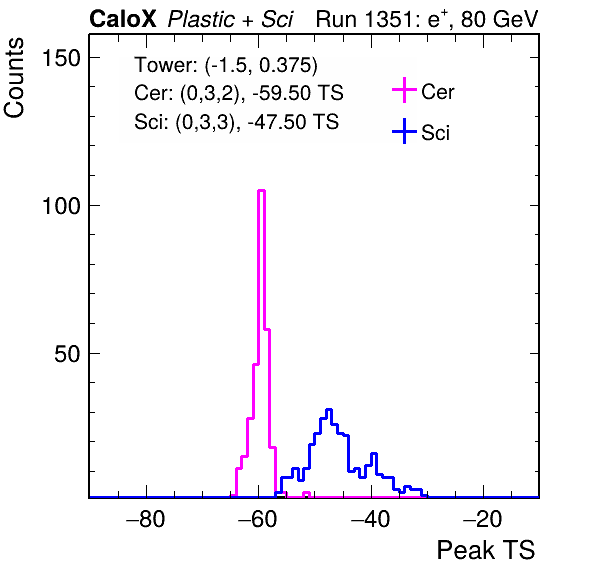 CaloX Plastic + Sci Run 1351: e⁺, 80 GeV
Counts
Tower: (-1.5, 0.375)
Cer: (0,3,2), -59.50 TS
Sci: (0,3,3), -47.50 TS
Cer
Sci
150
100
50
−80 −60 −40 −20
Peak TS